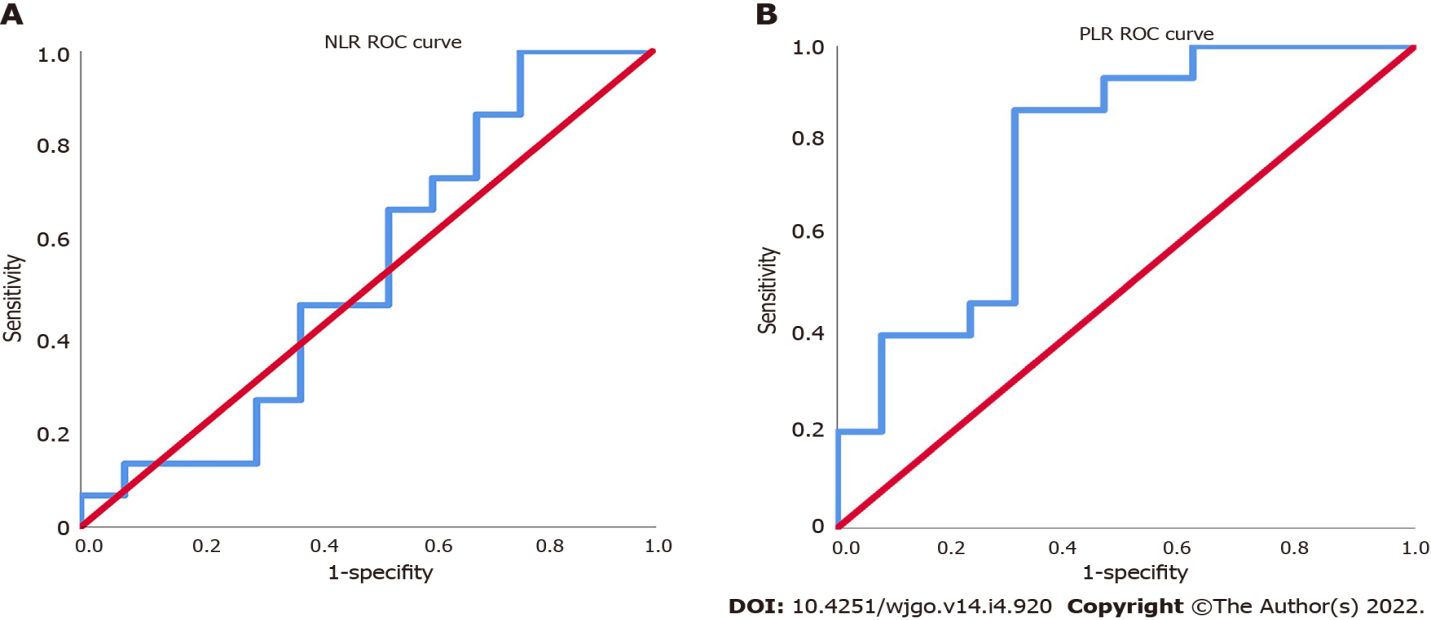 A
NLR ROC curve
1.0
0.8
0.6
0.4
0.2
0
Sensitivity
0.0 0.2 0.4 0.6 0.8 1.0
1-specifity
B
PLR ROC curve
1.0
0.8
0.6
0.4
0.2
0
Sensitivity
0.0 0.2 0.4 0.6 0.8 1.0
1-specifity
DOI: 10.4251/wjgo.v14.i4.920 Copyright ©The Author(s) 2022.